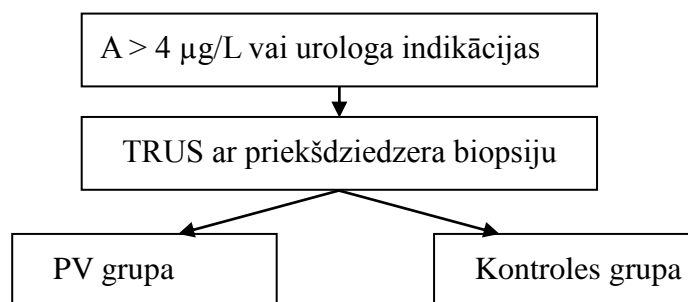 A > 4 µg/L vai urologa indikācijas
TRUS ar priekšdziedzera biopsiju
PV grupa
Kontroles grupa